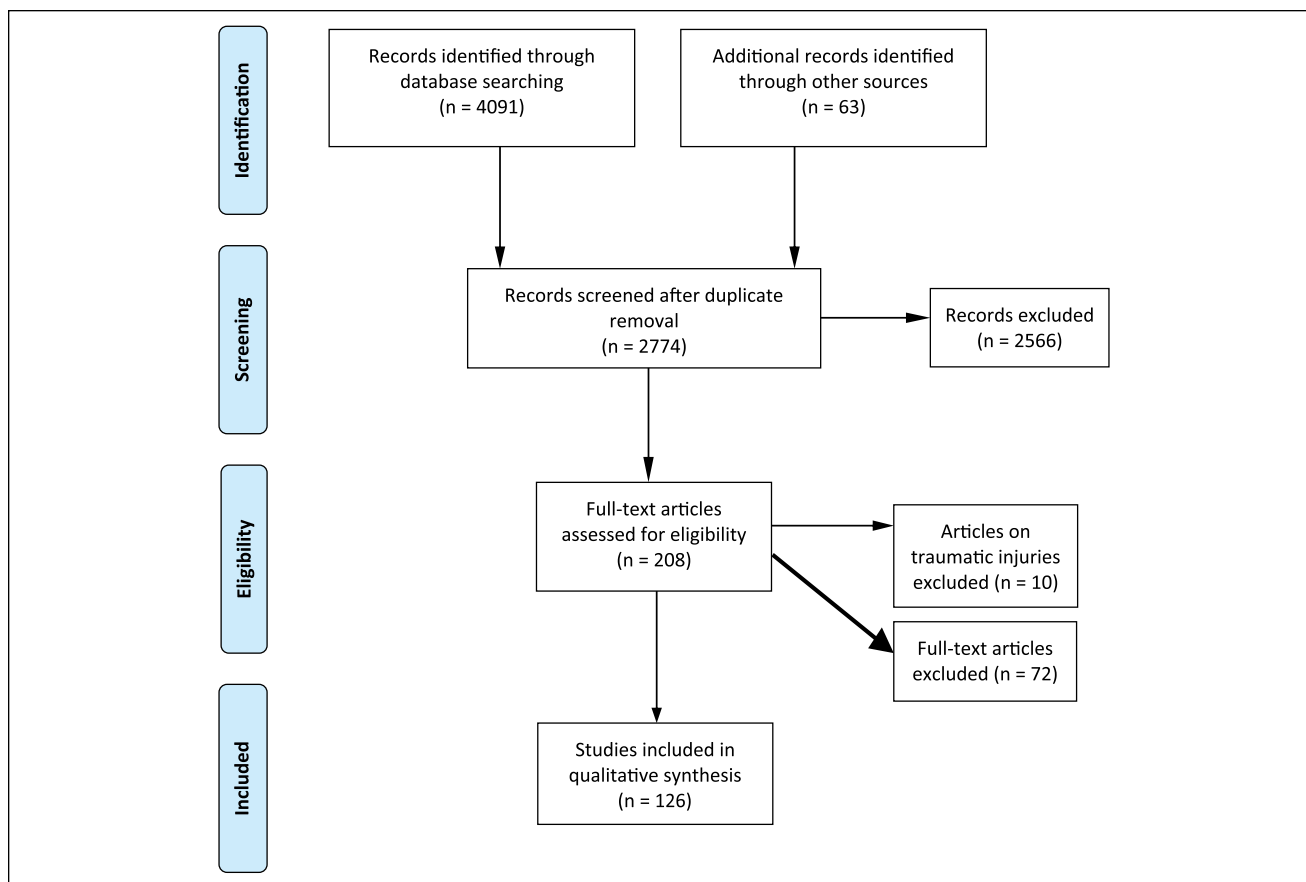 Identification
Records identified through
database searching
(n = 4091)
Additional records identified
through other sources
(n = 63)
Screening
Records screened after duplicate
removal
(n = 2774)
Records excluded
(n = 2566)
Eligibility
Full-text articles
assessed for eligibility
(n = 208)
Articles on
traumatic injuries
excluded (n = 10)
Full-text articles
excluded (n = 72)
Included
Studies included in
qualitative synthesis
(n = 126)